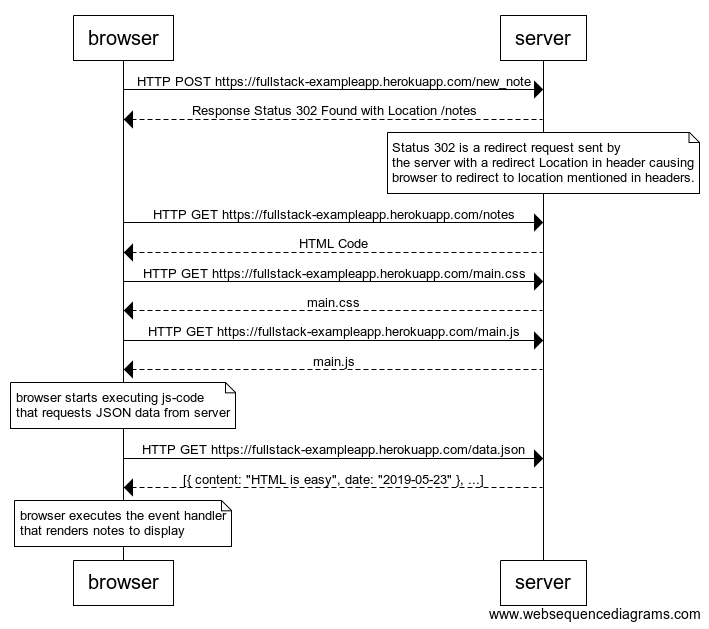 browser
server
HTTP POST https://fullstack-exampleapp.herokuapp.com/new_note
Response Status 302 Found with Location /notes
Status 302 is a redirect request sent by
the server with a redirect Location in header causing
browser to redirect to location mentioned in headers.
HTTP GET https://fullstack-exampleapp.herokuapp.com/notes
HTML Code
HTTP GET https://fullstack-exampleapp.herokuapp.com/main.css
main.css
HTTP GET https://fullstack-exampleapp.herokuapp.com/main.js
main.js
browser starts executing js-code
that requests JSON data from server
HTTP GET https://fullstack-exampleapp.herokuapp.com/data.json
[{ content: "HTML is easy", date: "2019-05-23" }, ...]
browser executes the event handler
that renders notes to display
browser
server
www.websequencediagrams.com